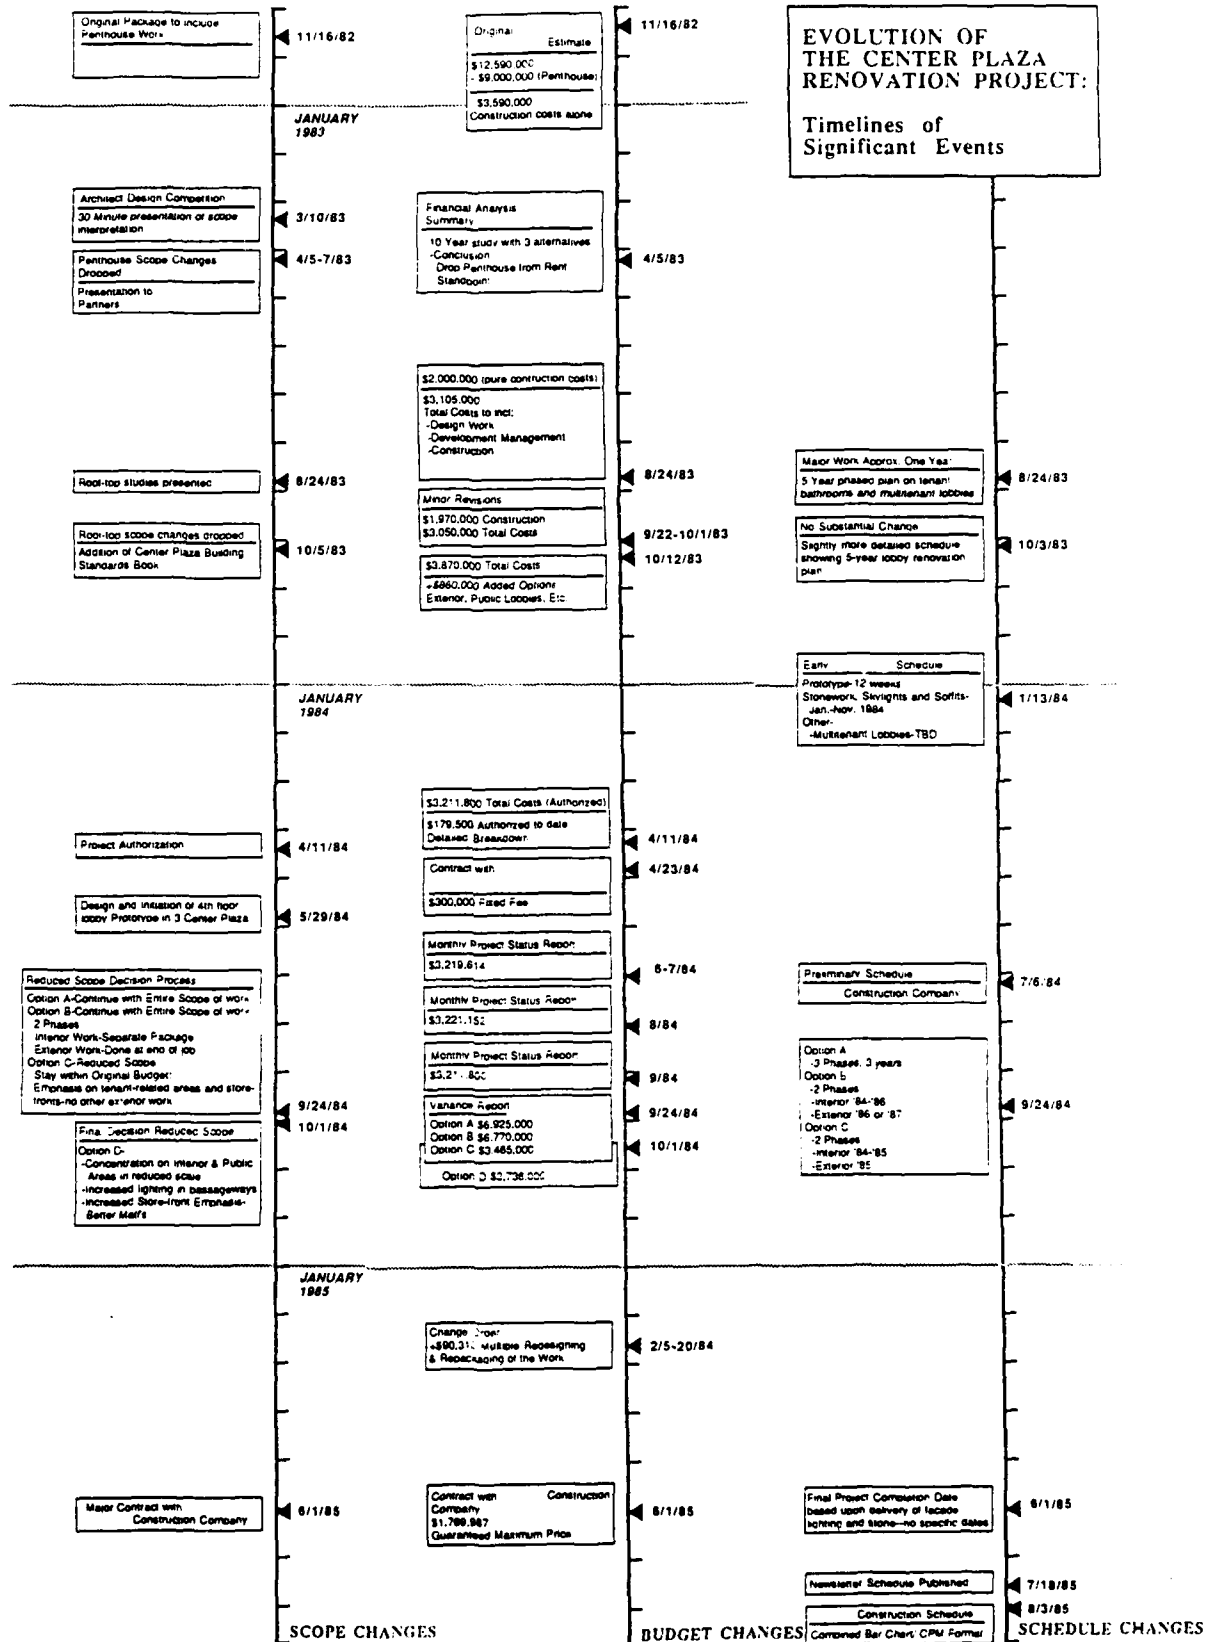 EVOLUTION OF
THE CENTER PLAZA
RENOVATION PROJECT:
Timelines of
Significant Events
Original Package to include
Penthouse Work
11/16/82
JANUARY
1983
Architect Design Competition
30 Minute presentation of scope
interpretation
3/10/83
Penthouse Scope Changes
Dropped
Presentation to
Partners
4/5-7/83
Roof-top studies presented
8/24/83
Roof-top scope changes dropped
Addition of Center Plaza Building
Standards Book
10/5/83
JANUARY
1984
Project Authorization
4/11/84
Design and Initiation of 4th floor
lobby Prototype in 3 Center Plaza
5/29/84
Reduced Scope Decision Process
Option A-Continue with Entire Scope of work
Option B-Continue with Entire Scope of work
2 Phases
Interior Work-Separate Package
Exterior Work-Done at end of job
Option C-Reduced Scope
Stay within Original Budget
Emphasis on tenant-related areas and store-
fronts-no other exterior work
9/24/84
10/1/84
Final Decision Reduced Scope
Option D-
-Concentration on Interior & Public
Areas in reduced scale
-Increased lighting in passageways
-Increased Store-front Emphasis-
Better Mat'ls
JANUARY
1985
Major Contract with
Construction Company
6/1/85
SCOPE CHANGES
Original
Estimate
$12,590,000
- $9,000,000 (Penthouse)
$3,590,000
Construction costs alone
11/16/82
Financial Analysis
Summary
10 Year study with 3 alternatives
-Conclusion
Drop Penthouse from Rent
Standpoint
4/5/83
$2,000,000 (pure contruction costs)
$3,105,000
Total Costs to incl:
-Design Work
-Development Management
-Construction
8/24/83
Minor Revisions
$1,970,000 Construction
$3,050,000 Total Costs
9/22-10/1/83
10/12/83
$3,870,000 Total Costs
+$860,000 Added Options
Exterior, Public Lobbies, Etc.
$3,211,800 Total Costs (Authorized)
$179,500 Authorized to date
Detailed Breakdown
4/11/84
4/23/84
Contract with
$300,000 Fixed Fee
Monthly Project Status Report
$3,219,614
6-7/84
Monthly Project Status Report
$3,221,152
8/84
Monthly Project Status Report
9/84
Variance Report
Option A $6,925,000
Option B $6,770,000
Option C $3,465,000
9/24/84
10/1/84
Option D
Change Order
Multiple Redesigning
& Repackaging of the Work
2/5-20/84
Contract with Construction
Company
$1,799,987
Guaranteed Maximum Price
6/1/85
BUDGET CHANGES
Major Work Approx. One Year
5 Year phased plan on tenant
bathrooms and multitenant lobbies
8/24/83
No Substantial Change
Slightly more detailed schedule
showing 5-year lobby renovation
plan
10/3/83
Early Schedule
Prototype-12 weeks
Stonework, Skylights and Soffits-
Jan.-Nov. 1984
Other-
-Multitenant Lobbies-TBD
1/13/84
Preliminary Schedule
Construction Company
7/6/84
Option A
-3 Phases, 3 years
Option B
-2 Phases
-Interior '84-'86
-Exterior '86 or '87
Option C
-2 Phases
-Interior '84-'85
-Exterior '85
9/24/84
Final Project Completion Date
based upon delivery of facade
lighting and stone--no specific dates
6/1/85
Newsletter Schedule Published
7/18/85
8/3/85
Construction Schedule
Combined Bar Chart/ CPM Format
SCHEDULE CHANGES